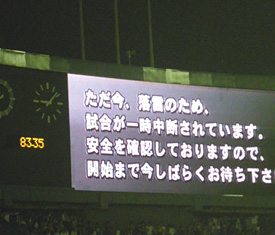 ただ今、落雷のため、
試合が一時中断されています。
安全を確認しておりますので、
開始まで今しばらくお待ち下さ
8335